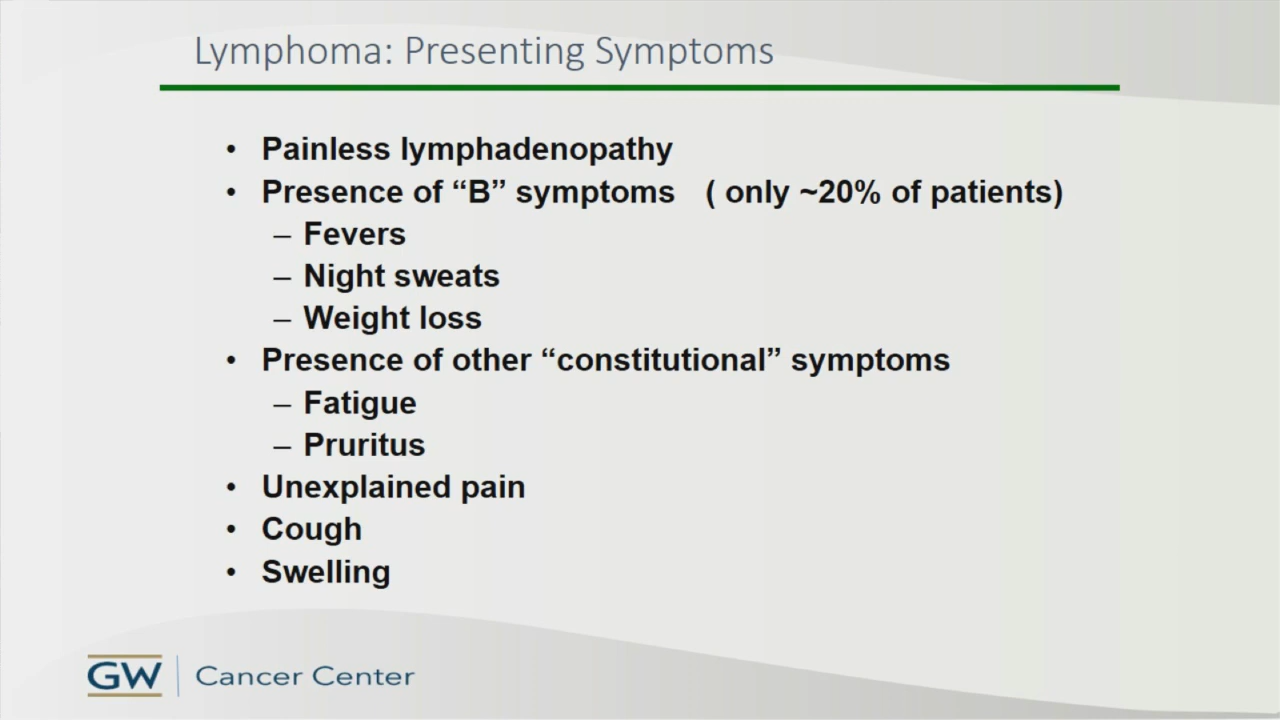 Lymphoma: Presenting Symptoms
• Painless lymphadenopathy
• Presence of “B” symptoms ( only ~20% of patients)
– Fevers
– Night sweats
– Weight loss
• Presence of other “constitutional” symptoms
– Fatigue
– Pruritus
• Unexplained pain
• Cough
• Swelling
GW Cancer Center